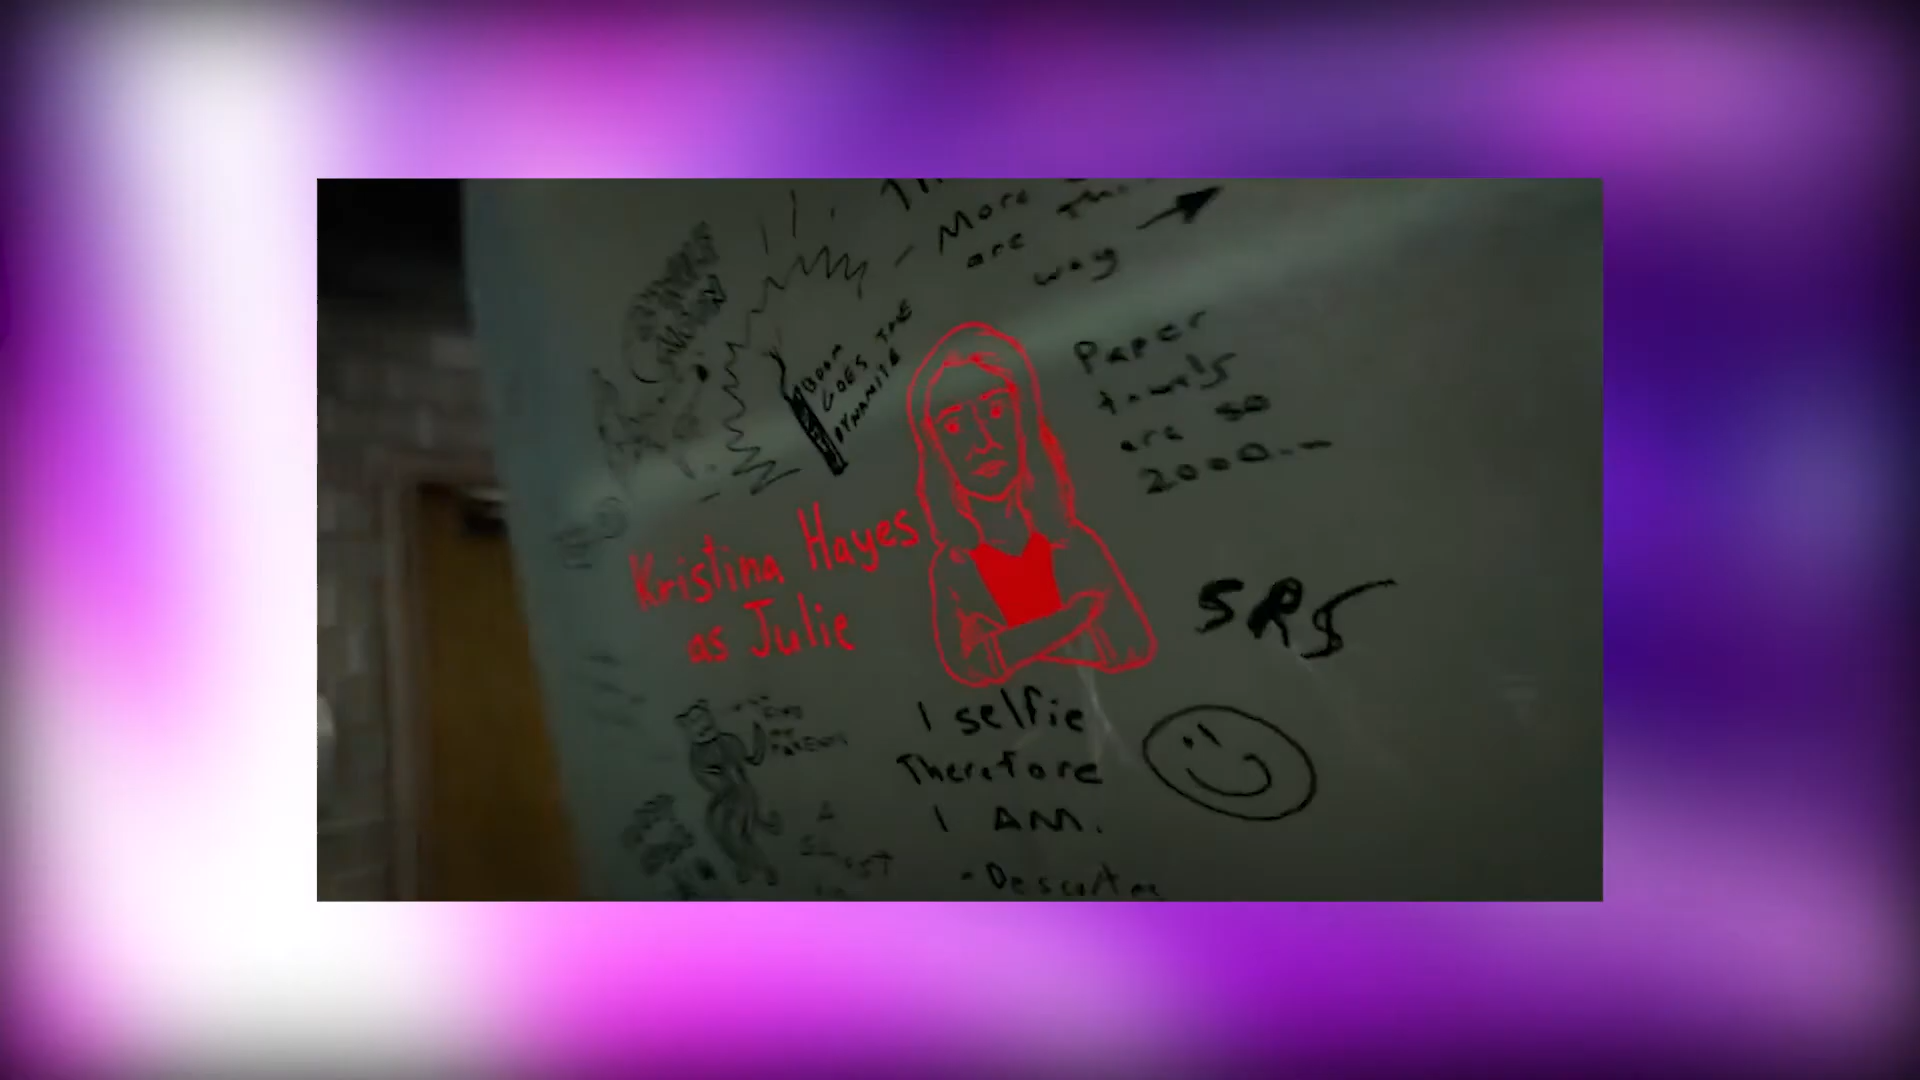 More
are
way
BOOM
GOES THE
DYNAMITE
Paper
towels
are so
2000...
Kristina Hayes
as Julie
SRS
I selfie
Therefore
I AM.
- Descartes